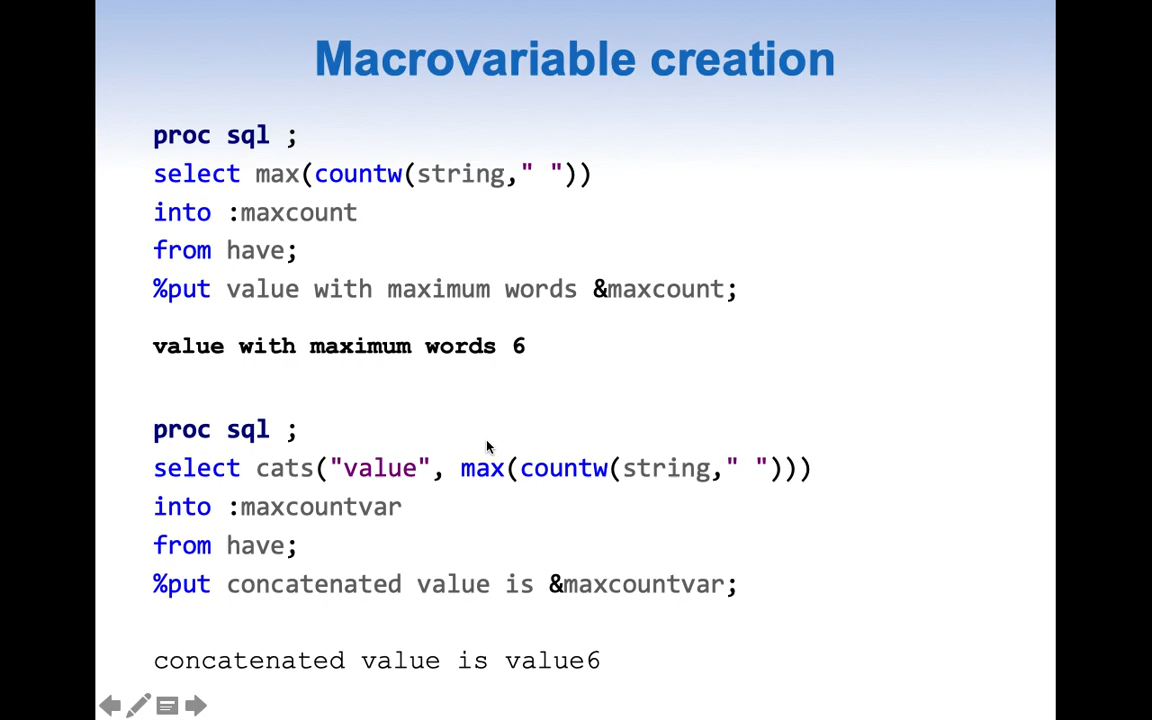 Macrovariable creation
proc sql ;
select max(countw(string," "))
into :maxcount
from have;
%put value with maximum words &maxcount;
value with maximum words 6
proc sql ;
select cats("value", max(countw(string," ")))
into :maxcountvar
from have;
%put concatenated value is &maxcountvar;
concatenated value is value6